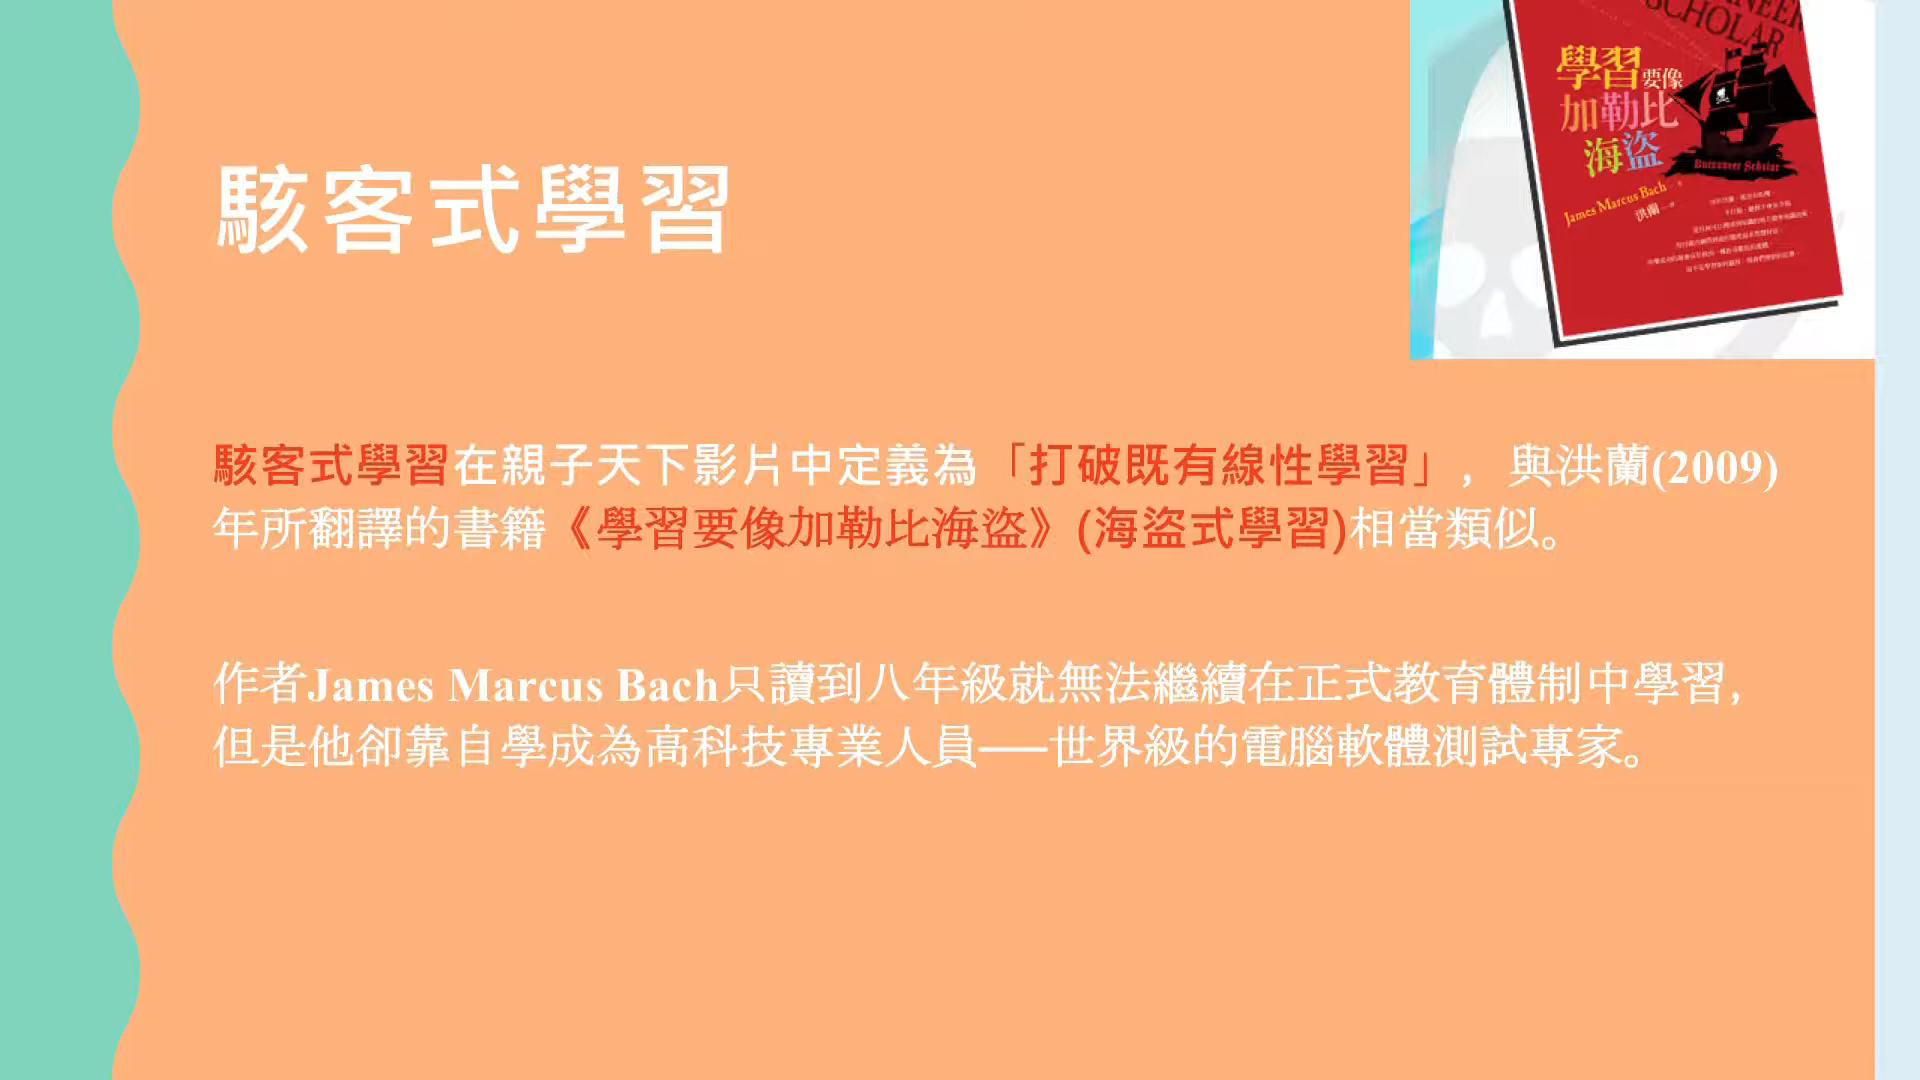 SCHOLAR
學習要像
加勒比
海盜
Buccaneer Scholar
James Marcus Bach
洪蘭
駭客式學習
駭客式學習在親子天下影片中定義為「打破既有線性學習」，與洪蘭(2009)
年所翻譯的書籍《學習要像加勒比海盜》(海盜式學習)相當類似。
作者James Marcus Bach只讀到八年級就無法繼續在正式教育體制中學習，
但是他卻靠自學成為高科技專業人員──世界級的電腦軟體測試專家。